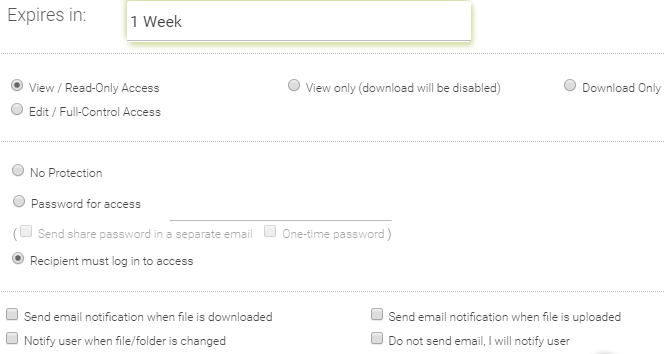 Expires in: 1 Week
View / Read-Only Access View only (download will be disabled) Download Only
Edit / Full-Control Access
No Protection
Password for access
( Send share password in a separate email One-time password )
Recipient must log in to access
Send email notification when file is downloaded Send email notification when file is uploaded
Notify user when file/folder is changed Do not send email, I will notify user